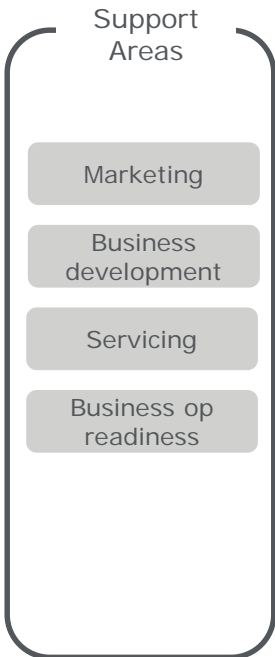 Support
Areas
Marketing
Business
development
Servicing
Business op
readiness